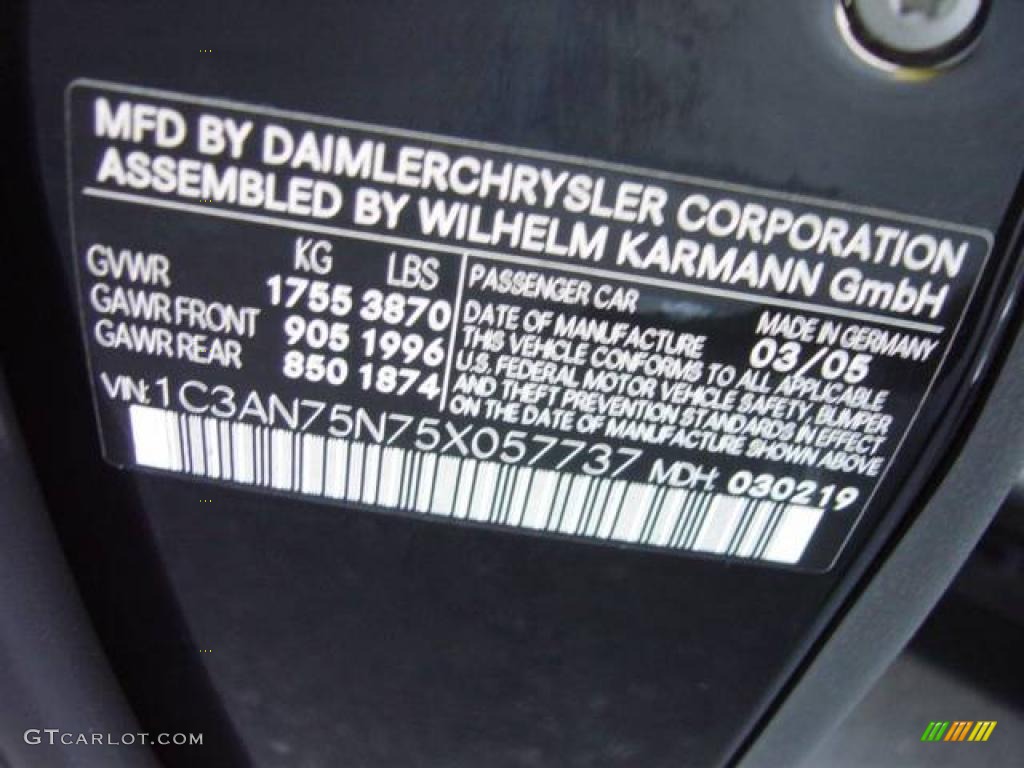 MFD BY DAIMLERCHRYSLER CORPORATION
ASSEMBLED BY WILHELM KARMANN GmbH
KG LBS
GVWR 1755 3870
GAWR FRONT 905 1996
GAWR REAR 850 1874
PASSENGER CAR MADE IN GERMANY
DATE OF MANUFACTURE 03/05
THIS VEHICLE CONFORMS TO ALL APPLICABLE
U.S. FEDERAL MOTOR VEHICLE SAFETY, BUMPER
AND THEFT PREVENTION STANDARDS IN EFFECT
ON THE DATE OF MANUFACTURE SHOWN ABOVE
VIN: 1C3AN75N75X057737 MDH: 030219
GTCARLOT.COM